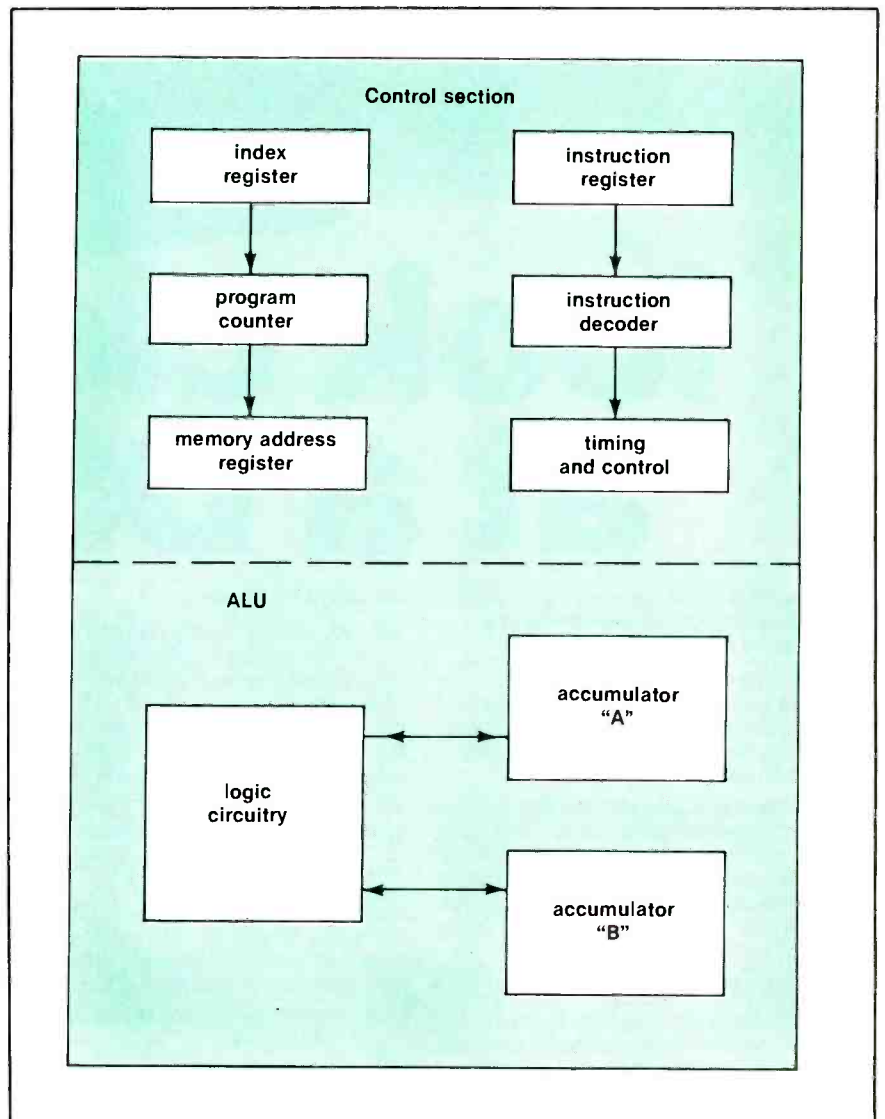 Control section
index
register
instruction
register
program
counter
instruction
decoder
memory address
register
timing
and control
ALU
logic
circuitry
accumulator
“A”
accumulator
“B”